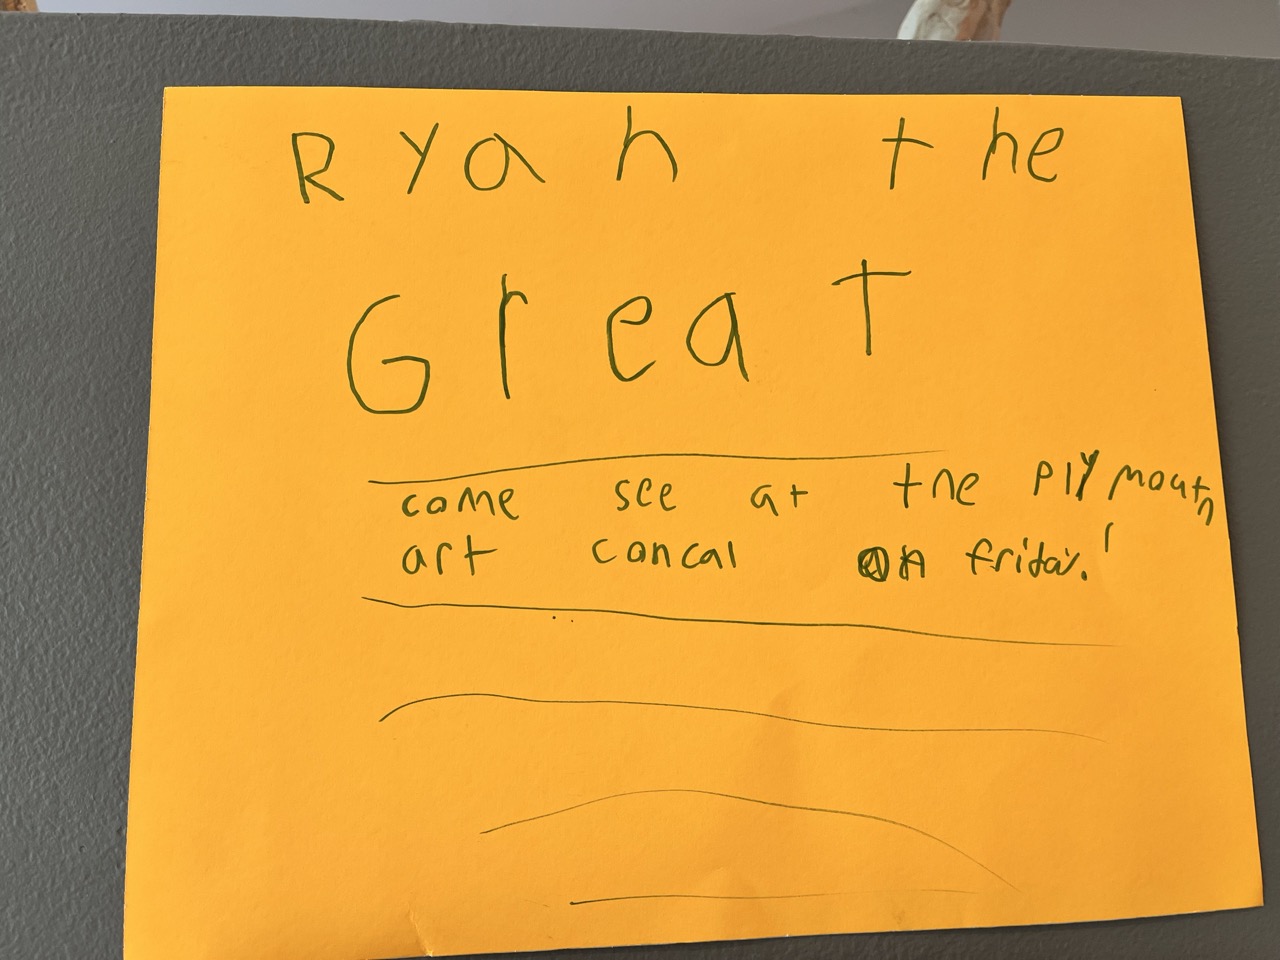 Ryan the
Great
come see at the Plymouth
art concal on friday!